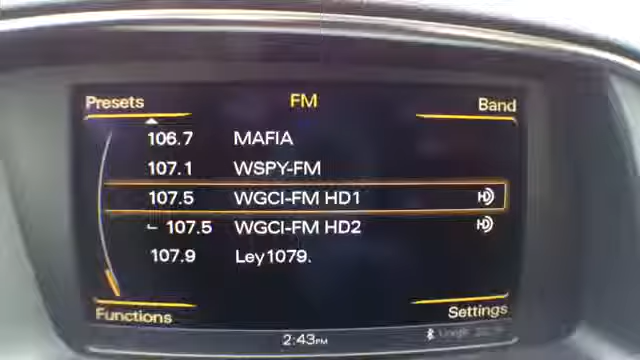 Presets FM Band
106.7 MAFIA
107.1 WSPY-FM
107.5 WGCI-FM HD1
107.5 WGCI-FM HD2
107.9 Ley1079.
Functions Settings
2:43PM